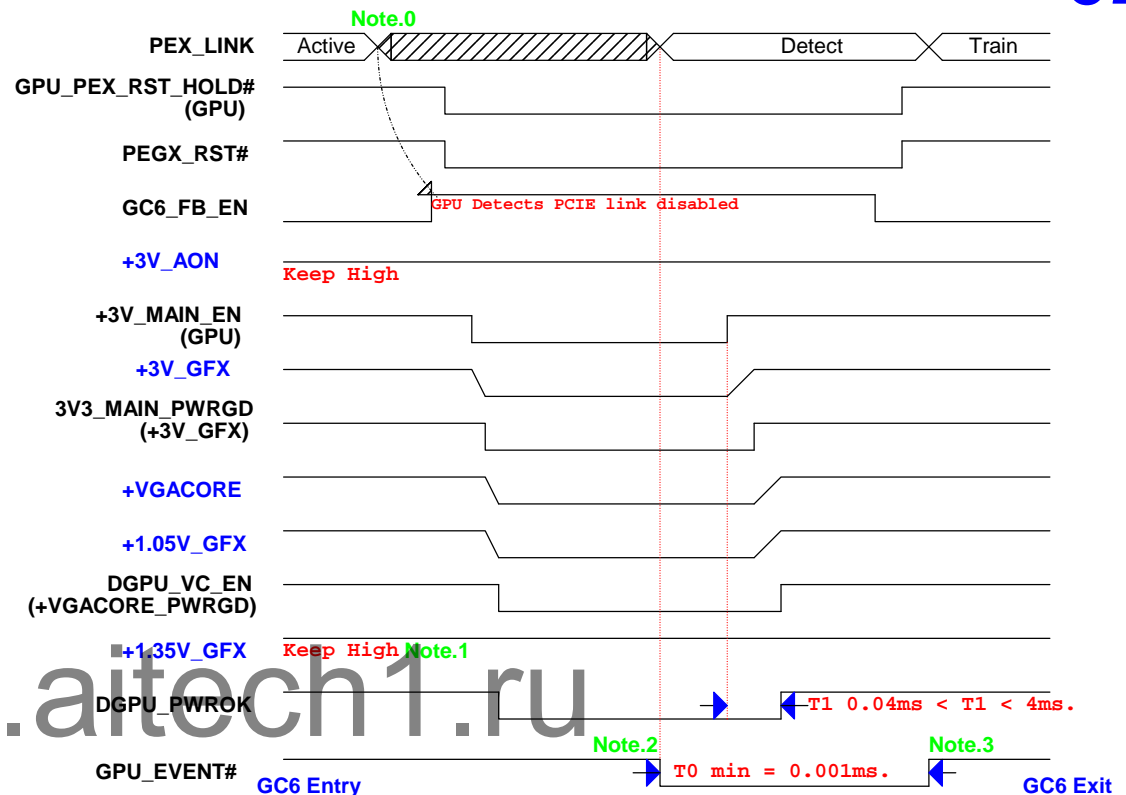 Note.0
PEX_LINK Active Detect Train
GPU_PEX_RST_HOLD#
(GPU)
PEGX_RST#
GC6_FB_EN GPU Detects PCIE link disabled
+3V_AON Keep High
+3V_MAIN_EN
(GPU)
+3V_GFX
3V3_MAIN_PWRGD
(+3V_GFX)
+VGACORE
+1.05V_GFX
DGPU_VC_EN
(+VGACORE_PWRGD)
+1.35V_GFX Keep High Note.1
.aitech1.ru
DGPU_PWROK T1 0.04ms < T1 < 4ms.
Note.2 Note.3
GPU_EVENT# T0 min = 0.001ms.
GC6 Entry GC6 Exit